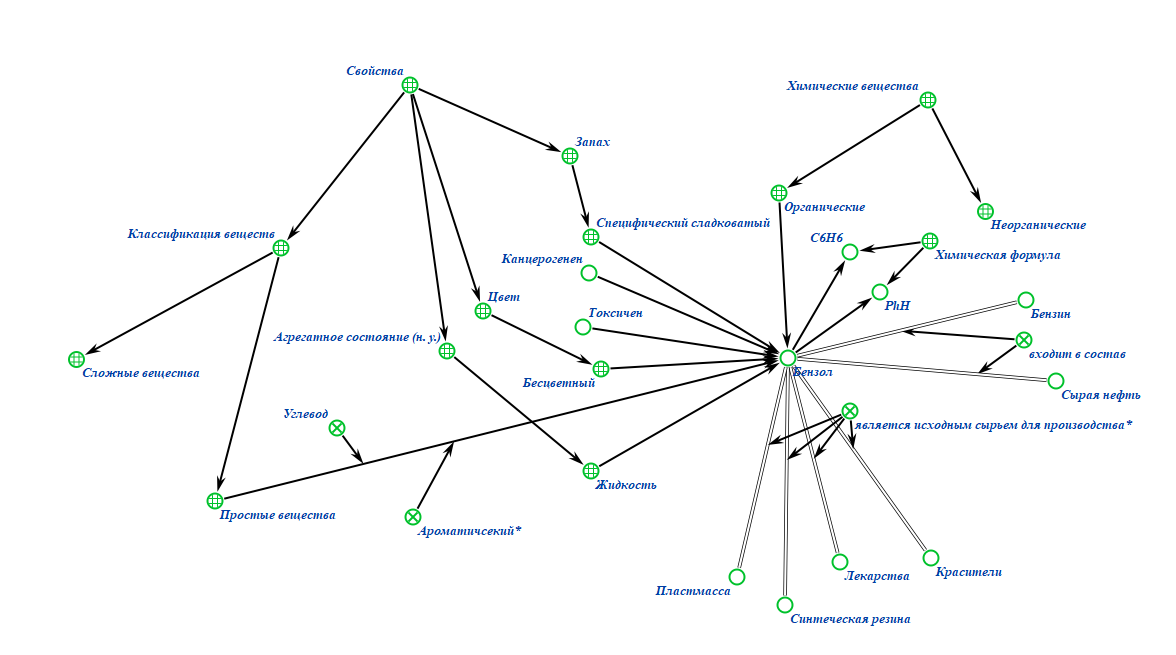 Свойства
Химические вещества
Запах
Органические
Специфический сладковатый
Неорганические
Классификация веществ
С6Н6
Химическая формула
Канцерогенен
Цвет
PhH
Токсичен
Бензин
Агрегатное состояние (н. у.)
входит в состав
Сложные вещества
Бензол
Бесцветный
Сырая нефть
Углевод
является исходным сырьем для производства*
Жидкость
Простые вещества
Ароматичсекий*
Лекарства
Красители
Пластмасса
Синтеческая резина